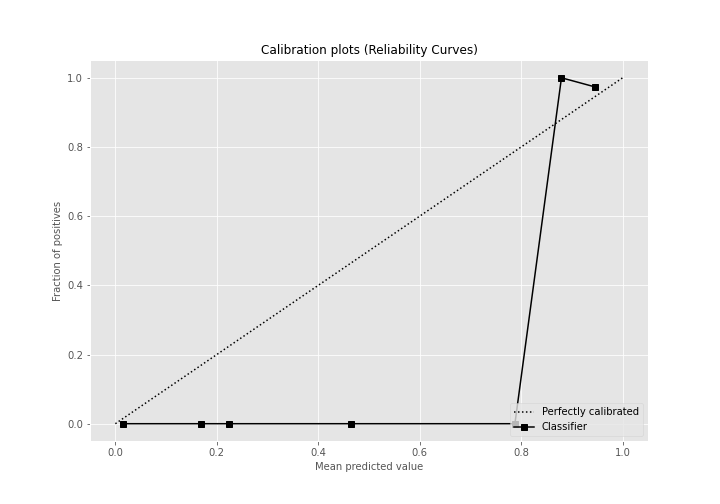 Calibration plots (Reliability Curves)
1.0
0.8
0.6
0.4
0.2
0.0
Fraction of positives
Perfectly calibrated
Classifier
0.0 0.2 0.4 0.6 0.8 1.0
Mean predicted value